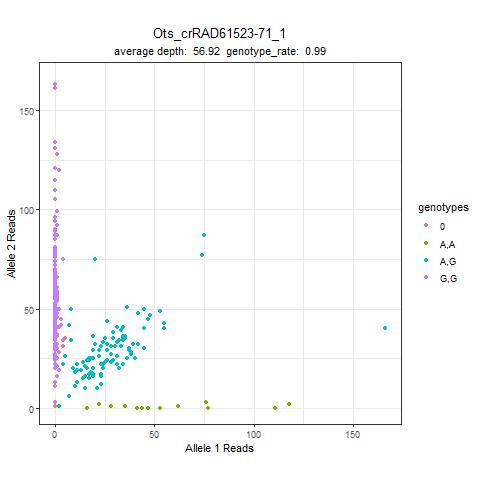 Ots_crRAD61523-71_1
average depth: 56.92 genotype_rate: 0.99
150
100
50
0
Allele 2 Reads
0 50 100 150
Allele 1 Reads
genotypes
0
A,A
A,G
G,G